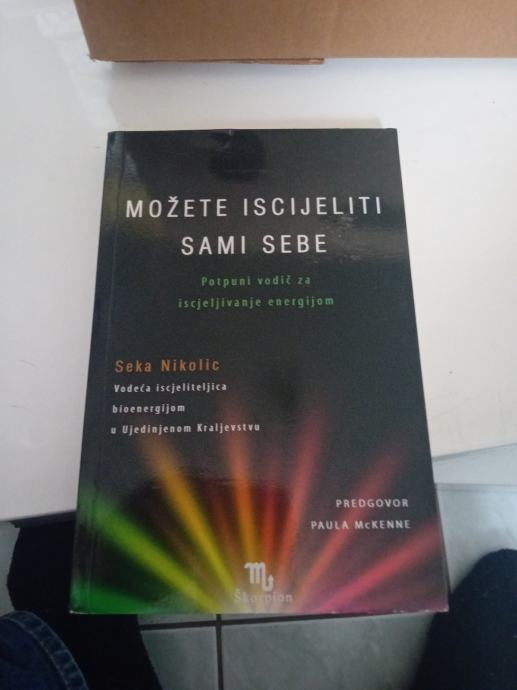 MOŽETE ISCIJELITI
SAMI SEBE
Potpuni vodič za
iscjeljivanje energijom
Seka Nikolic
Vodeća iscjeliteljica
bioenergijom
u Ujedinjenom Kraljevstvu
PREDGOVOR
PAULA McKENNE
Škorpion